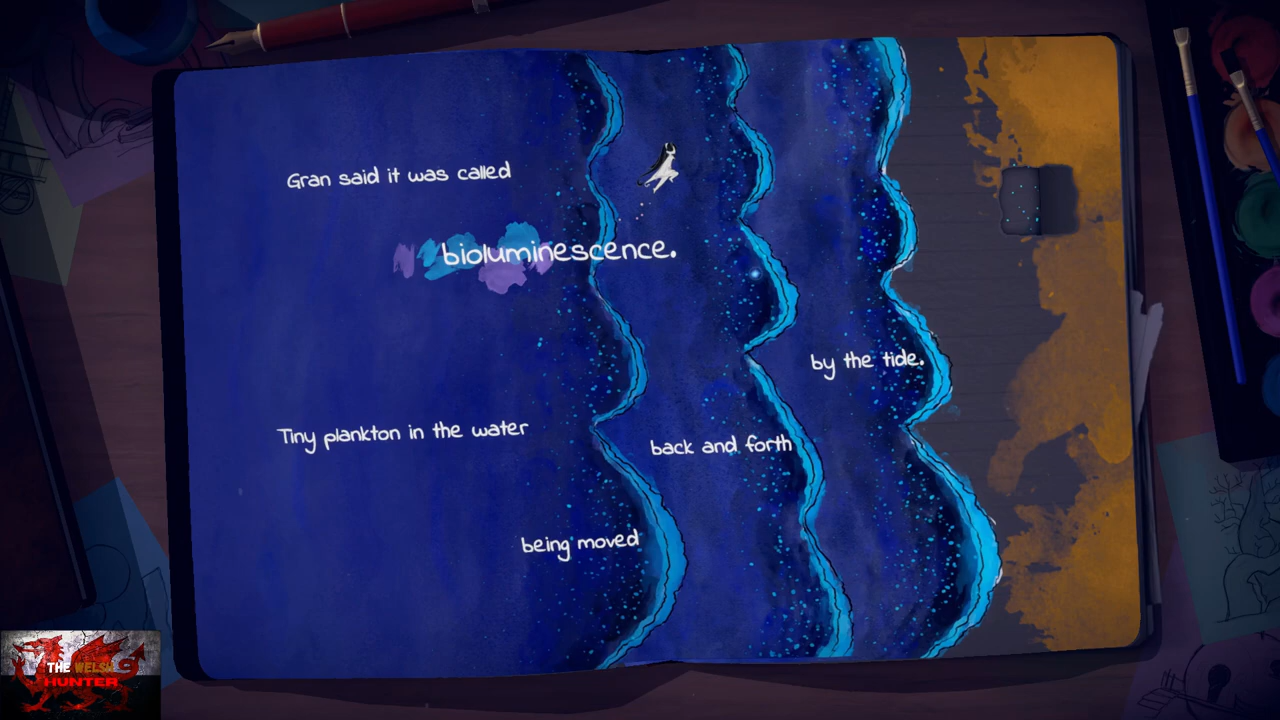 Gran said it was called
bioluminescence.
Tiny plankton in the water
being moved
back and forth
by the tide.
THE WELSH
HUNTER